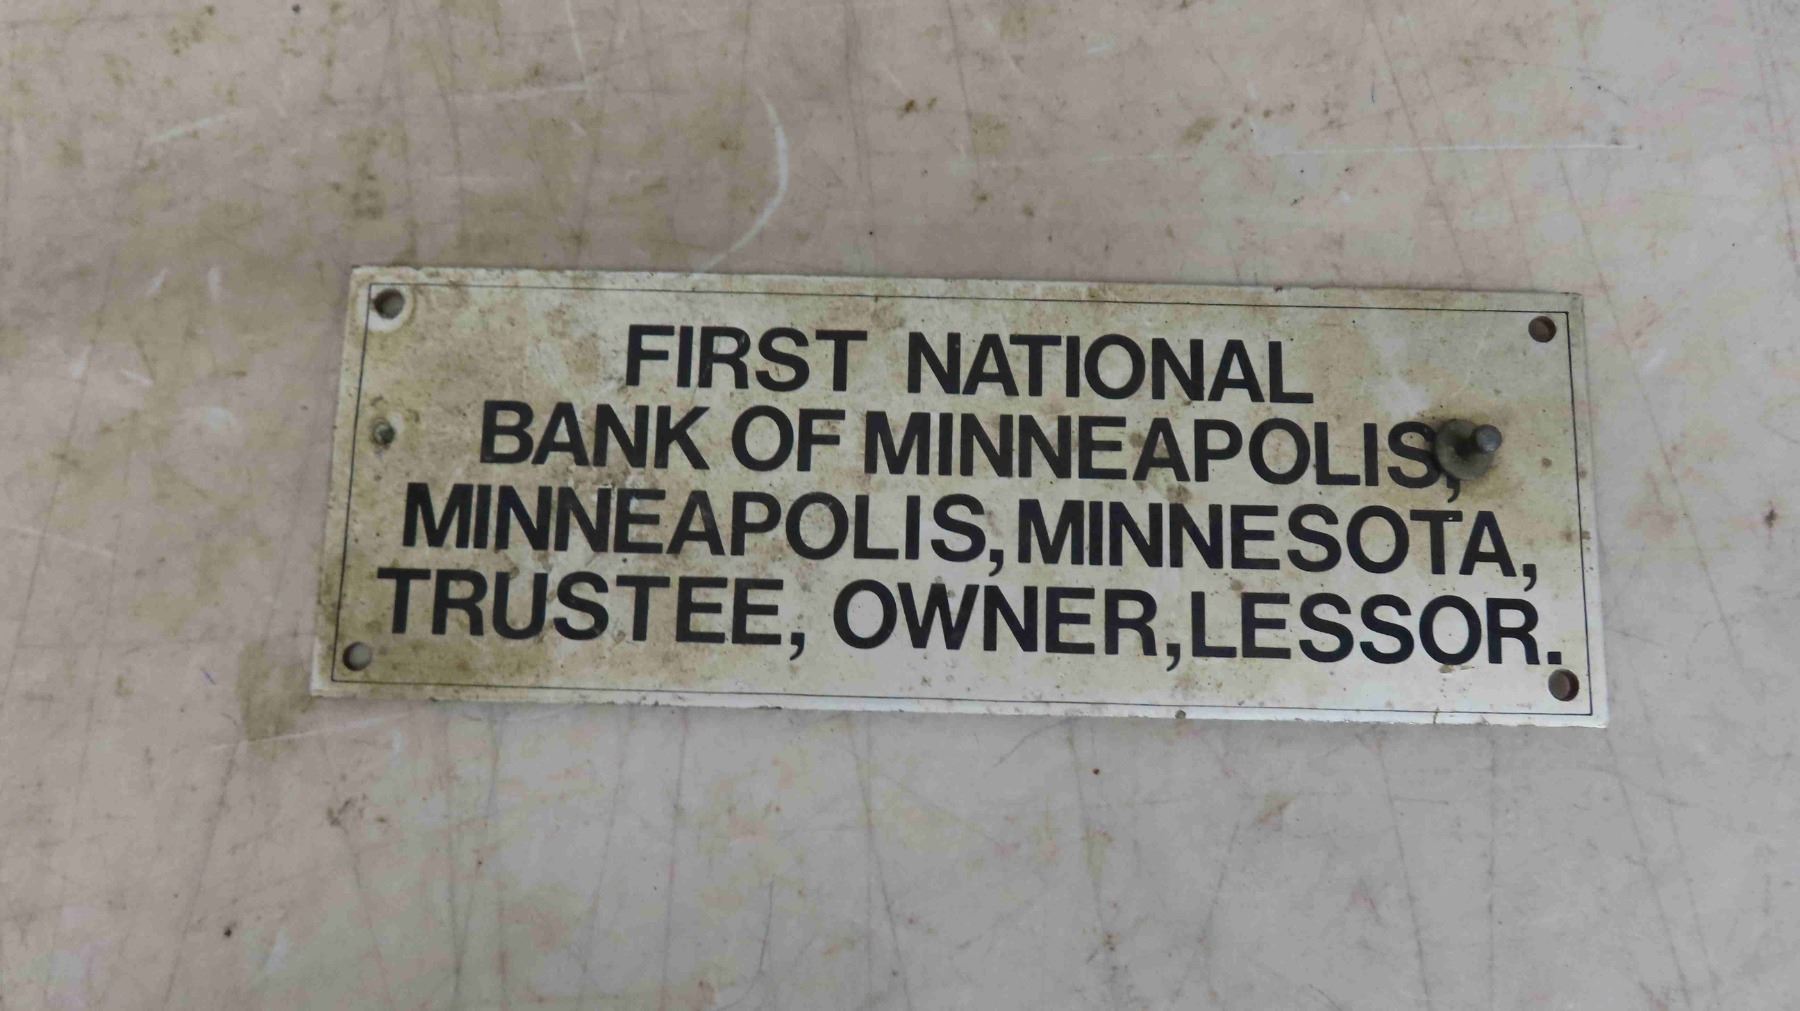 FIRST NATIONAL
BANK OF MINNEAPOLIS,
MINNEAPOLIS, MINNESOTA,
TRUSTEE, OWNER, LESSOR.